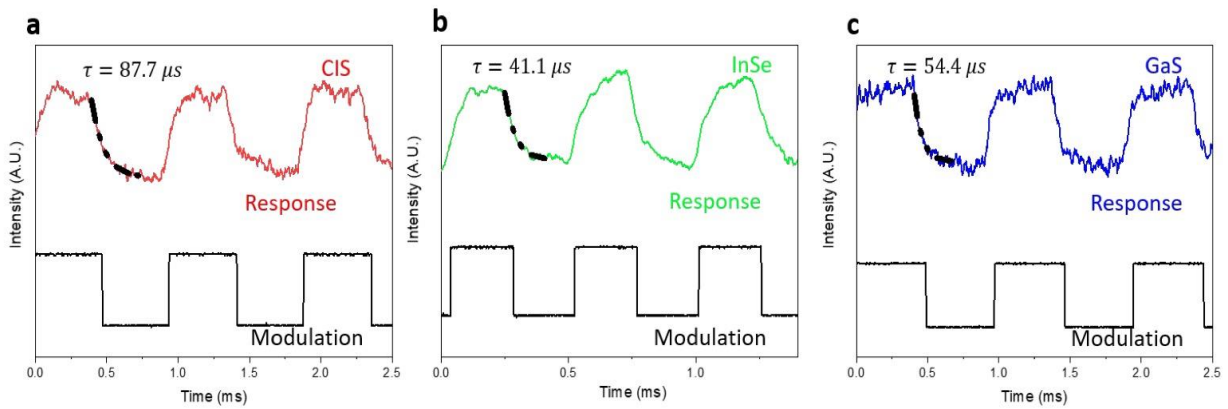 a
τ = 87.7 μs
CIS
Response
Modulation
Intensity (A.U.)
0.0 0.5 1.0 1.5 2.0 2.5
Time (ms)
b
τ = 41.1 μs
InSe
Response
Modulation
Intensity (A.U.)
0.0 0.5 1.0
Time (ms)
c
τ = 54.4 μs
GaS
Response
Modulation
Intensity (A.U.)
0.0 0.5 1.0 1.5 2.0 2.5
Time (ms)